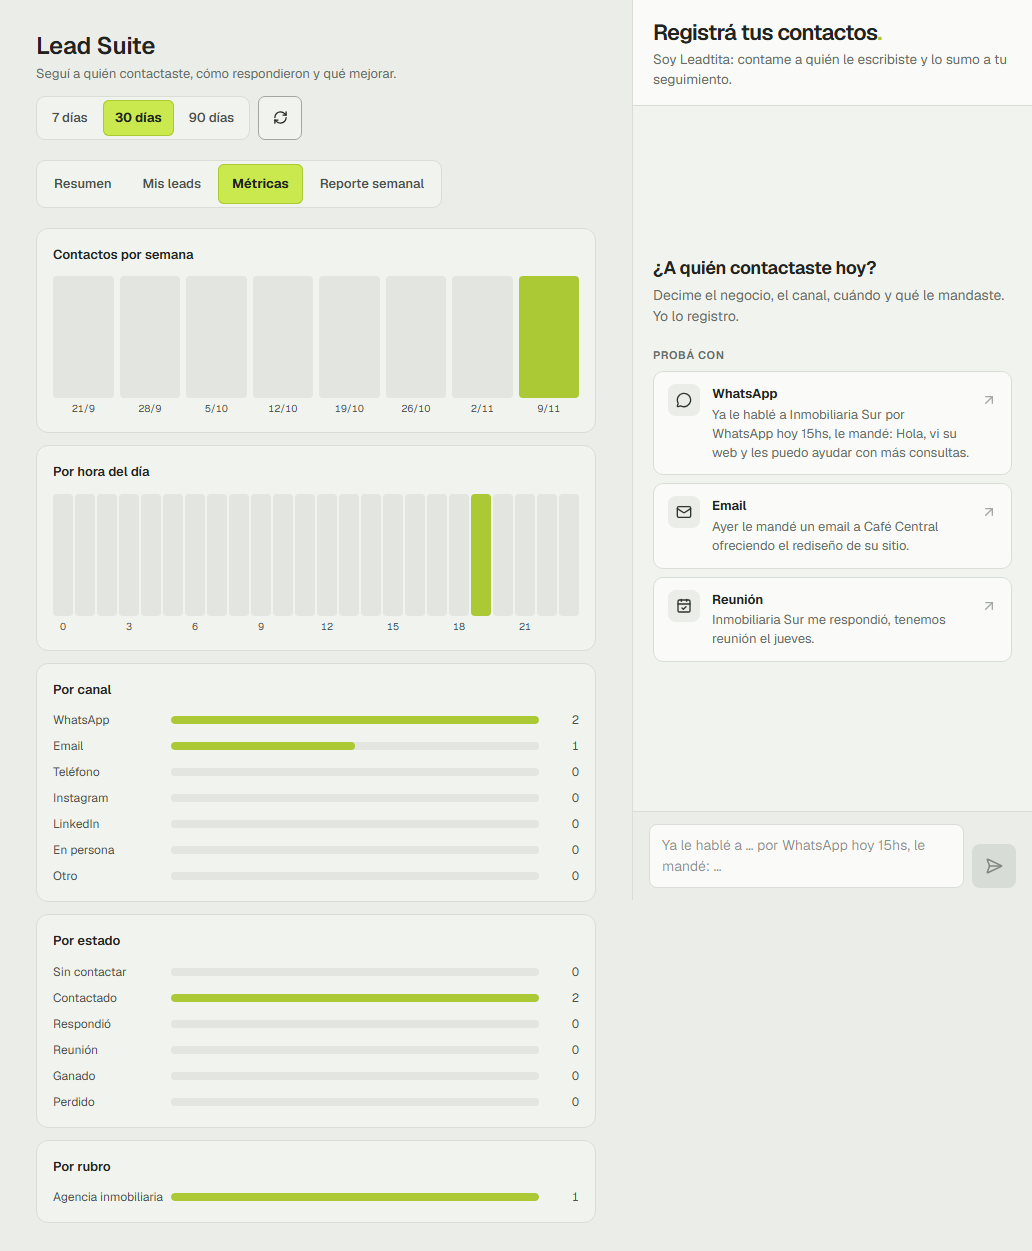 Lead Suite
Seguí a quién contactaste, cómo respondieron y qué mejorar.
7 días
30 días
90 días
Resumen
Mis leads
Métricas
Reporte semanal
Contactos por semana
21/9
28/9
5/10
12/10
19/10
26/10
2/11
9/11
Por hora del día
0
3
6
9
12
15
18
21
Por canal
WhatsApp 2
Email 1
Teléfono 0
Instagram 0
LinkedIn 0
En persona 0
Otro 0
Por estado
Sin contactar 0
Contactado 2
Respondió 0
Reunión 0
Ganado 0
Perdido 0
Por rubro
Agencia inmobiliaria 1
Registrá tus contactos.
Soy Leadtita: contame a quién le escribiste y lo sumo a tu
seguimiento.
¿A quién contactaste hoy?
Decime el negocio, el canal, cuándo y qué le mandaste.
Yo lo registro.
PROBÁ CON
WhatsApp
Ya le hablé a Inmobiliaria Sur por
WhatsApp hoy 15hs, le mandé: Hola, vi su
web y les puedo ayudar con más consultas.
Email
Ayer le mandé un email a Café Central
ofreciendo el rediseño de su sitio.
Reunión
Inmobiliaria Sur me respondió, tenemos
reunión el jueves.
Ya le hablé a … por WhatsApp hoy 15hs, le
mandé: …